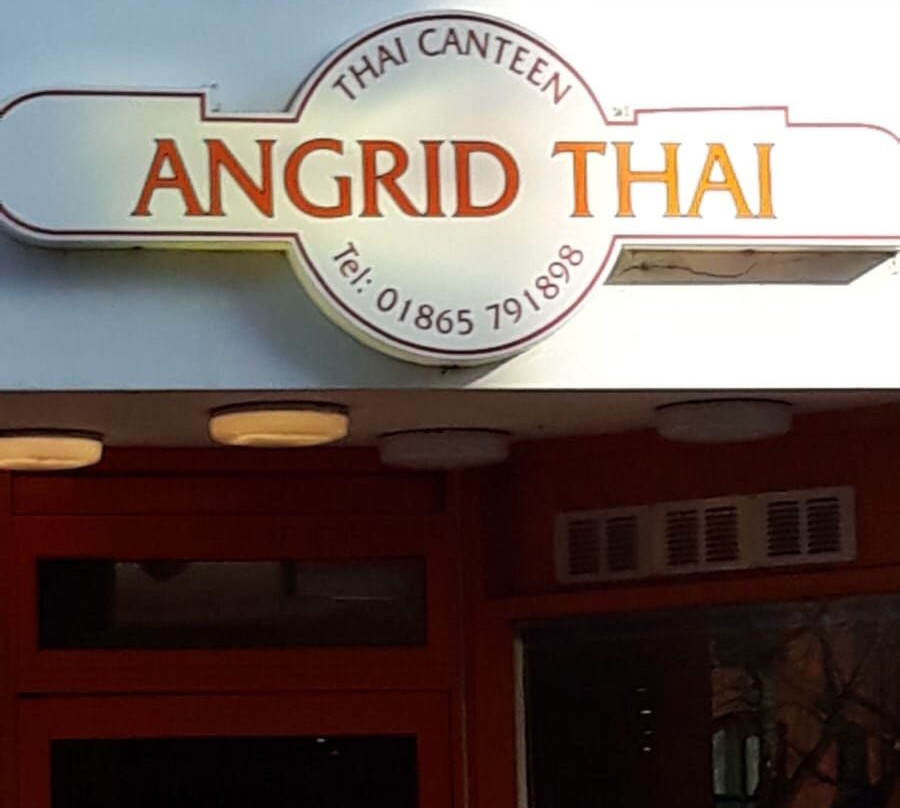 THAI CANTEEN
ANGRID THAI
Tel: 01865 791898